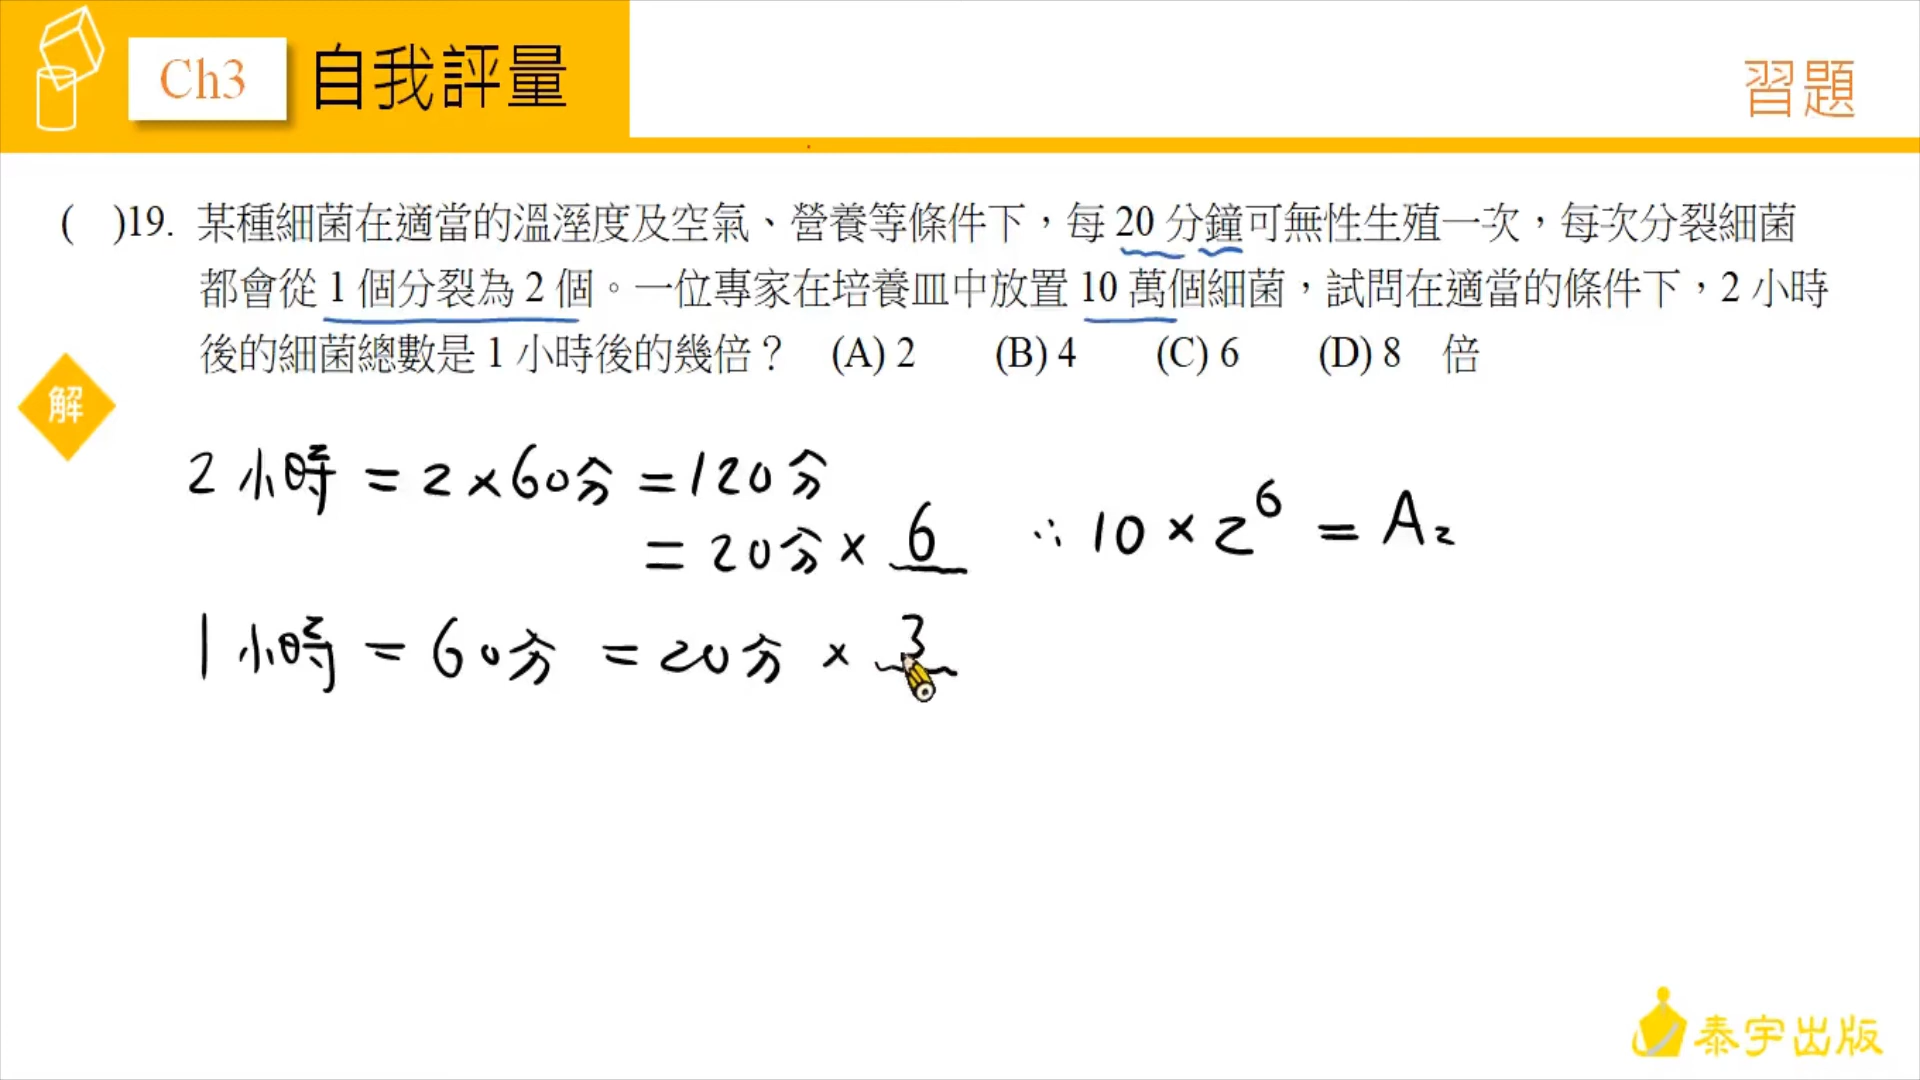 Ch3 自我評量
習題
( )19. 某種細菌在適當的溫溼度及空氣、營養等條件下，每 20 分鐘可無性生殖一次，每次分裂細菌
都會從 1 個分裂為 2 個。一位專家在培養皿中放置 10 萬個細菌，試問在適當的條件下，2 小時
後的細菌總數是 1 小時後的幾倍？ (A) 2 (B) 4 (C) 6 (D) 8 倍
解
2 小時 = 2 × 60分 = 120分
= 20分 × 6 ∴ 10 × 2⁶ = A₂
1 小時 = 60分 = 20分 × 3
泰宇出版